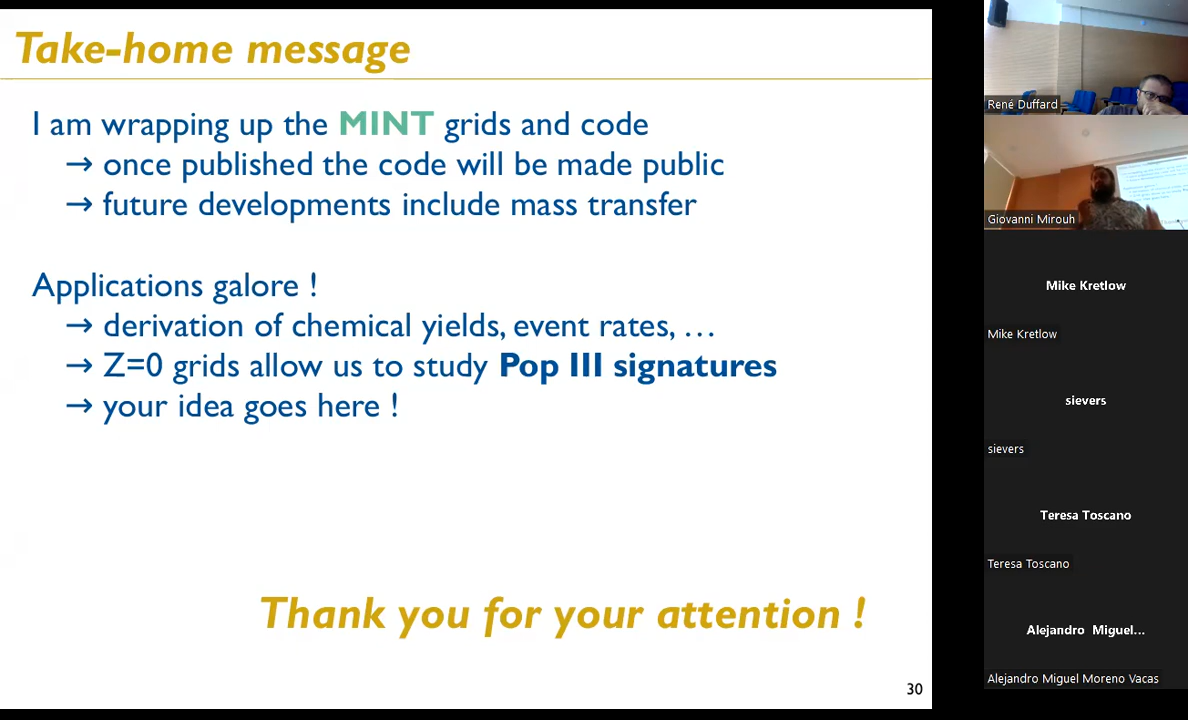 Take-home message
I am wrapping up the MINT grids and code
→ once published the code will be made public
→ future developments include mass transfer
Applications galore !
→ derivation of chemical yields, event rates, …
→ Z=0 grids allow us to study Pop III signatures
→ your idea goes here !
Thank you for your attention !
30
René Duffard
Giovanni Mirouh
Mike Kretlow
Mike Kretlow
sievers
sievers
Teresa Toscano
Teresa Toscano
Alejandro Miguel...
Alejandro Miguel Moreno Vacas